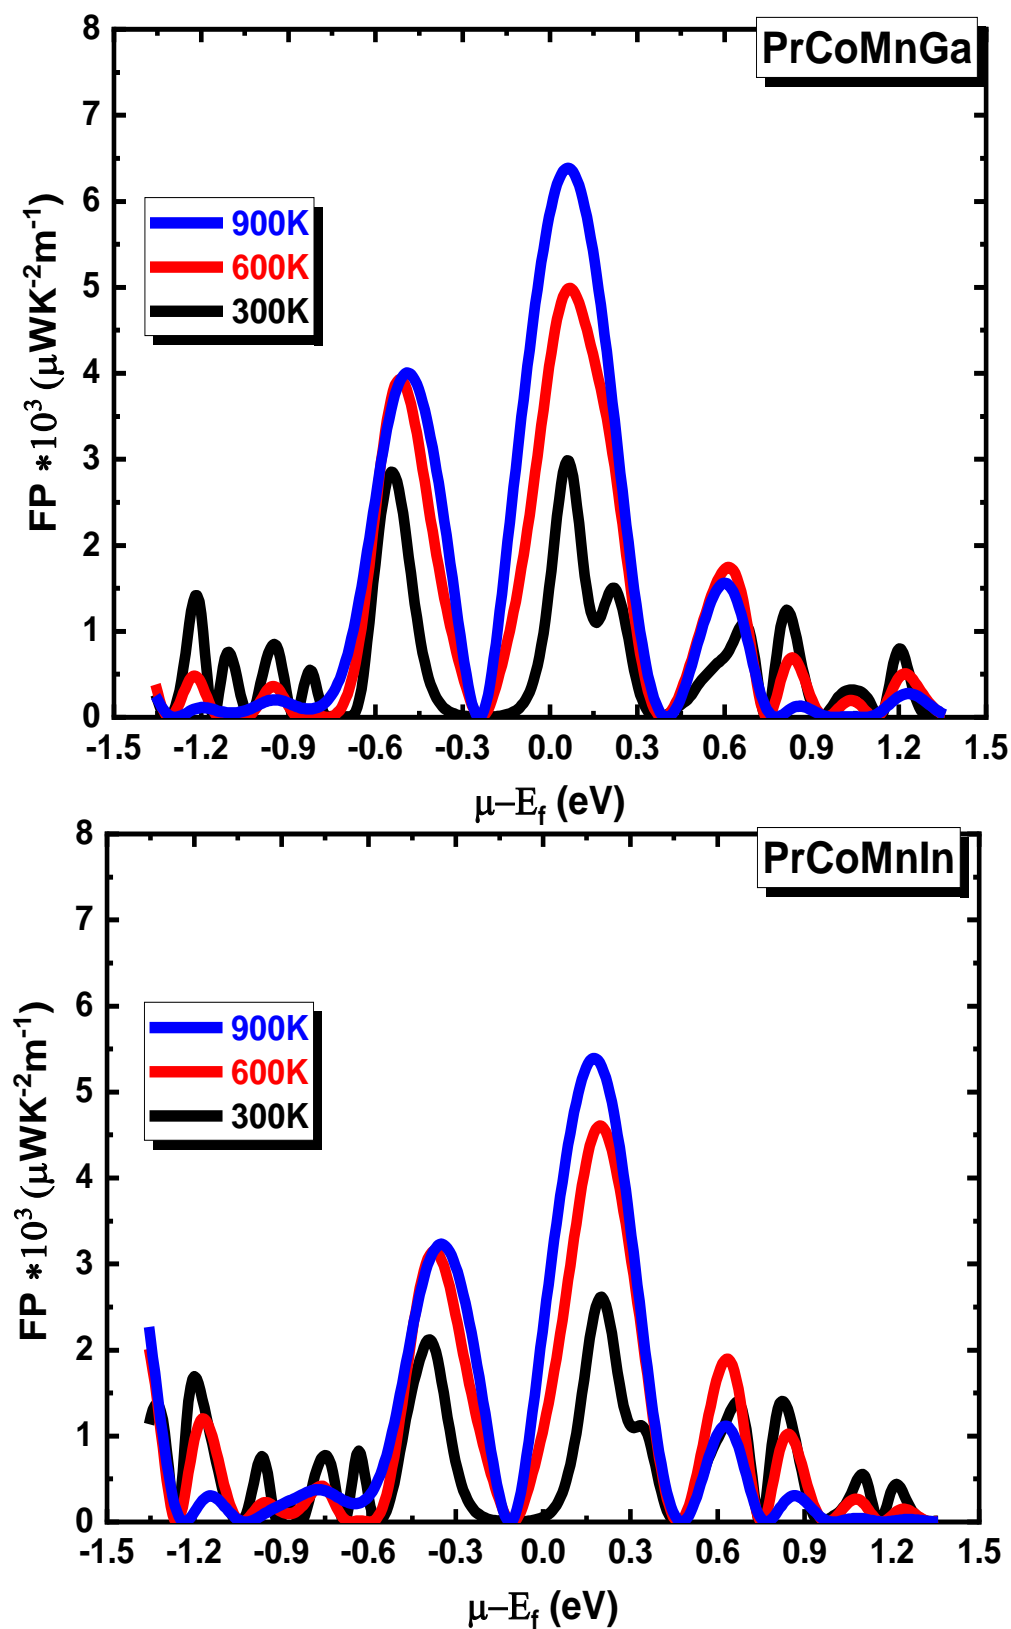 PrCoMnGa
8
7
6
5
4
3
2
1
0
FP *10³ (μWK⁻²m⁻¹)
900K
600K
300K
-1.5 -1.2 -0.9 -0.6 -0.3 0.0 0.3 0.6 0.9 1.2 1.5
μ−E_f (eV)
PrCoMnIn
8
7
6
5
4
3
2
1
0
FP *10³ (μWK⁻²m⁻¹)
900K
600K
300K
-1.5 -1.2 -0.9 -0.6 -0.3 0.0 0.3 0.6 0.9 1.2 1.5
μ−E_f (eV)